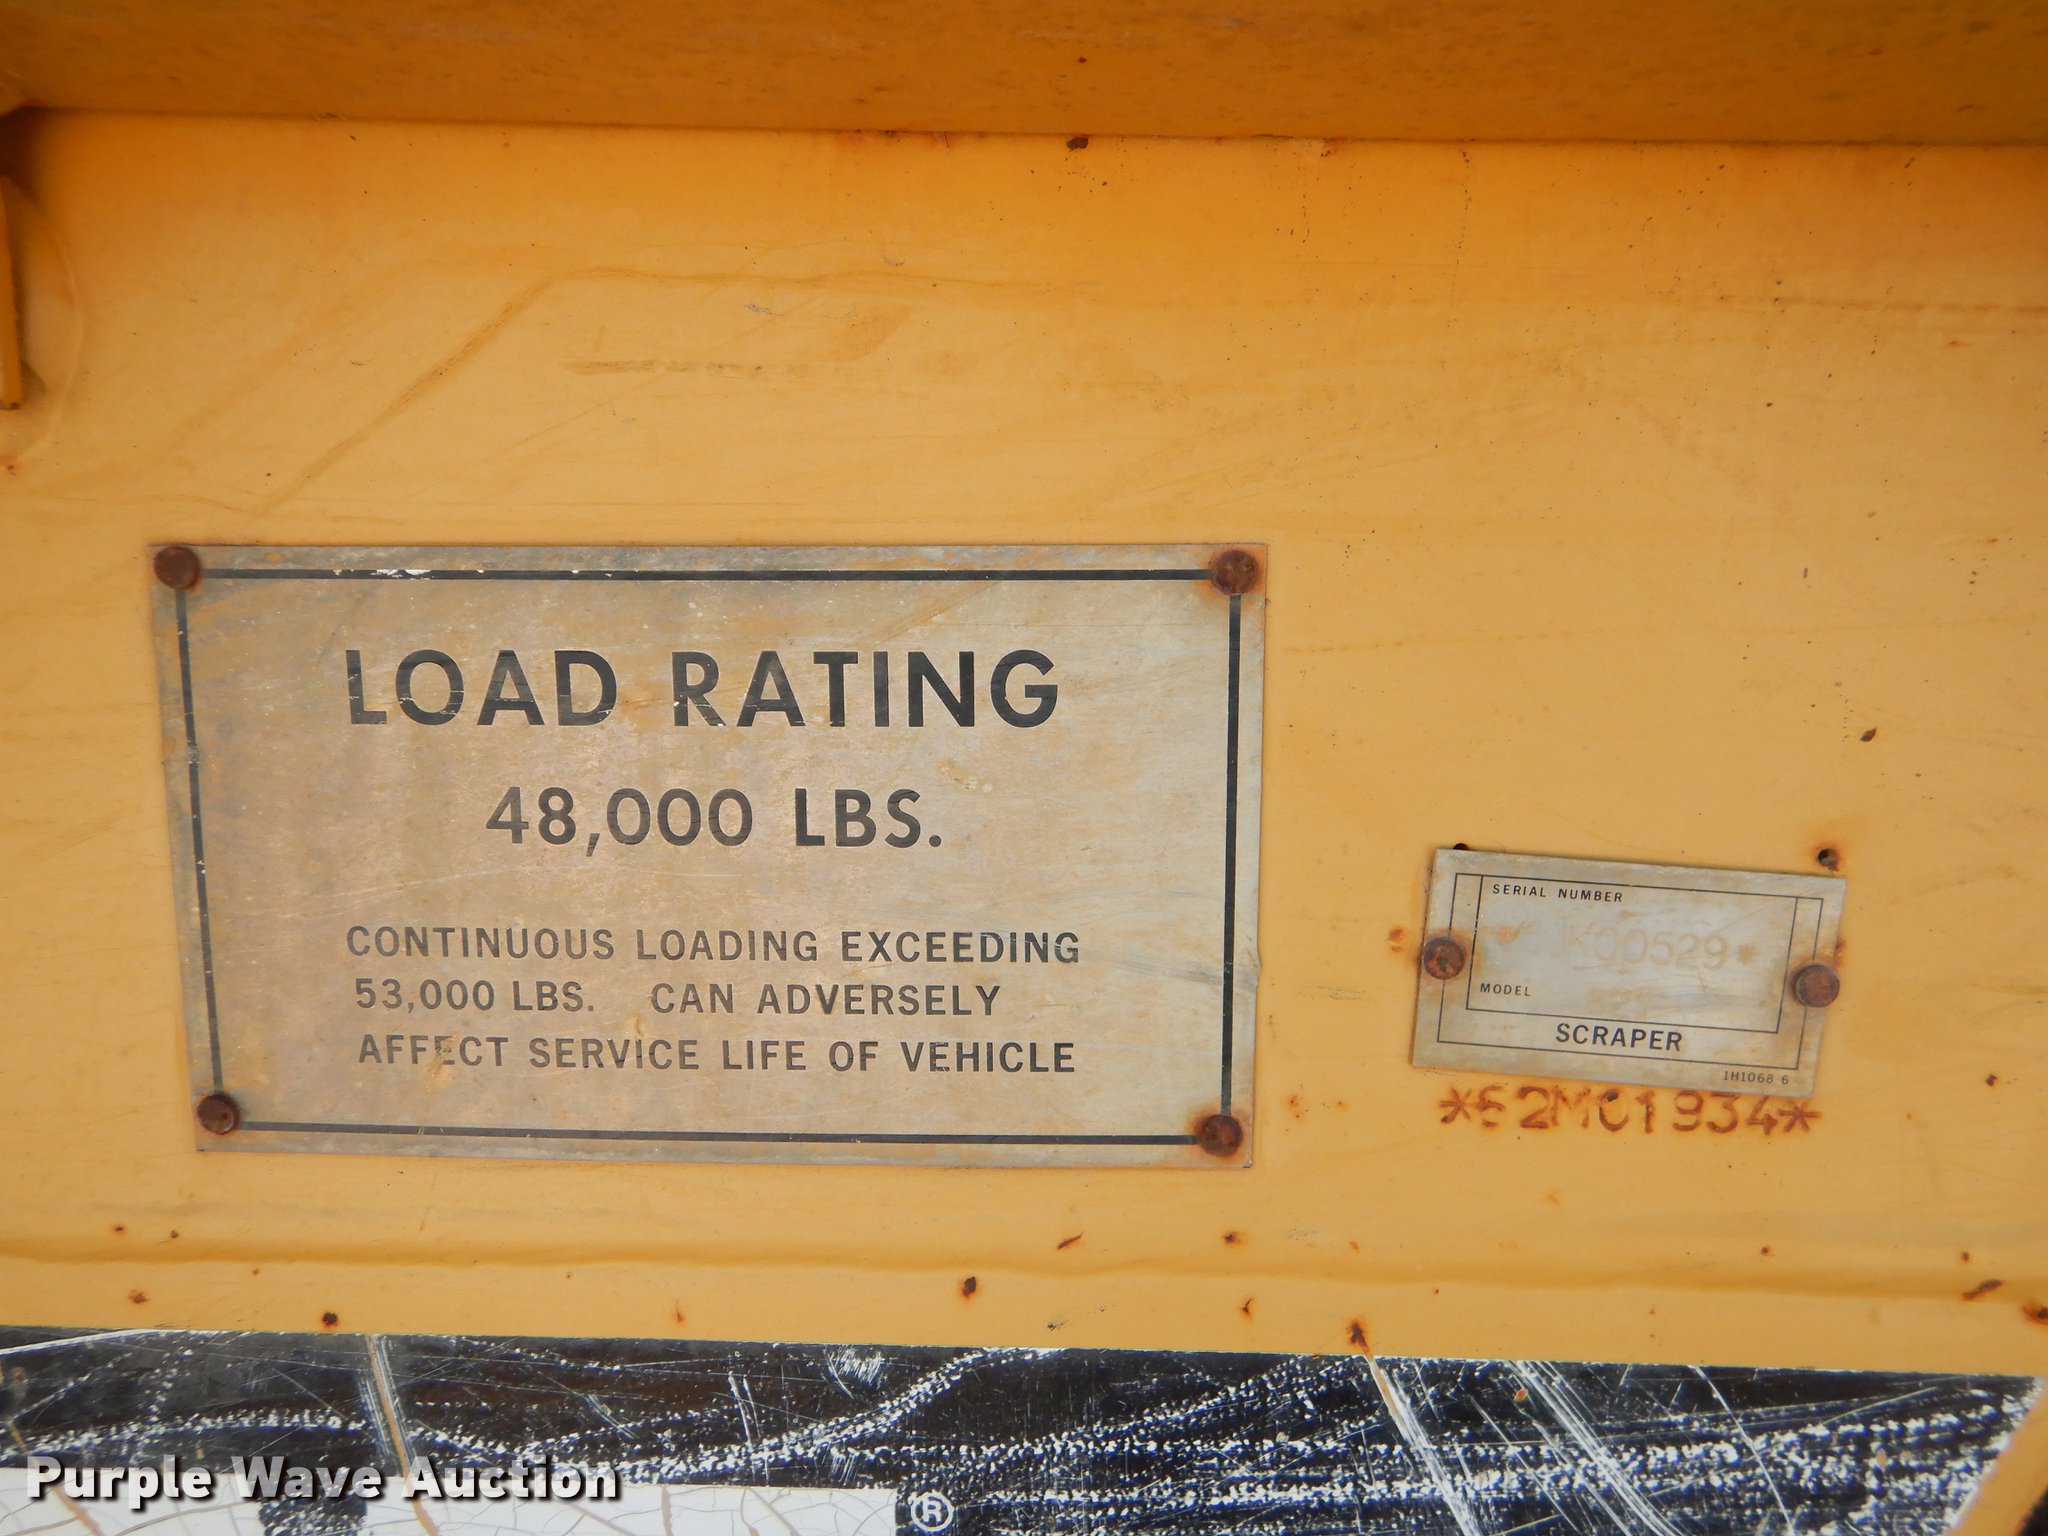 LOAD RATING
48,000 LBS.
CONTINUOUS LOADING EXCEEDING
53,000 LBS. CAN ADVERSELY
AFFECT SERVICE LIFE OF VEHICLE
SERIAL NUMBER
MODEL
SCRAPER
1H1068 6
Purple Wave Auction
®